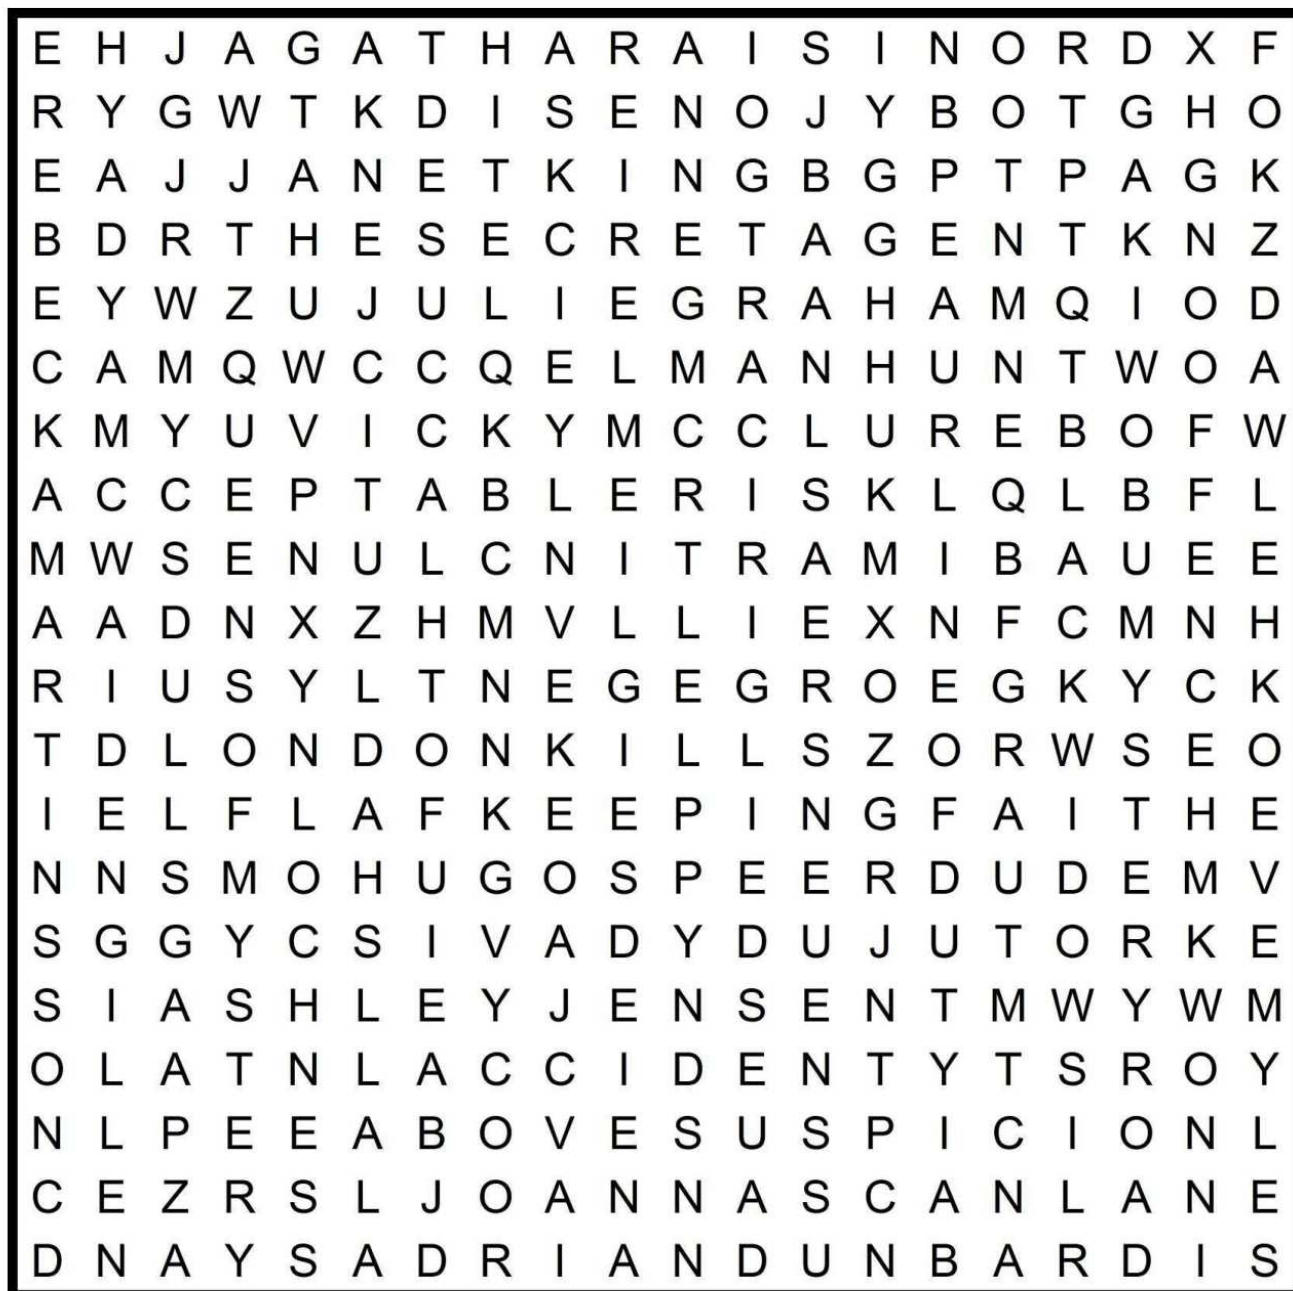 E H J A G A T H A R A I S I N O R D X F
R Y G W T K D I S E N O J Y B O T G H O
E A J J A N E T K I N G B G P T P A G K
B D R T H E S E C R E T A G E N T K N Z
E Y W Z U J U L I E G R A H A M Q I O D
C A M Q W C C Q E L M A N H U N T W O A
K M Y U V I C K Y M C C L U R E B O F W
A C C E P T A B L E R I S K L Q L B F L
M W S E N U L C N I T R A M I B A U E E
A A D N X Z H M V L L I E X N F C M N H
R I U S Y L T N E G E G R O E G K Y C K
T D L O N D O N K I L L S Z O R W S E O
I E L F L A F K E E P I N G F A I T H E
N N S M O H U G O S P E E R D U D E M V
S G G Y C S I V A D Y D U J U T O R K E
S I A S H L E Y J E N S E N T M W Y W M
O L A T N L A C C I D E N T Y T S R O Y
N L P E E A B O V E S U S P I C I O N L
C E Z R S L J O A N N A S C A N L A N E
D N A Y S A D R I A N D U N B A R D I S